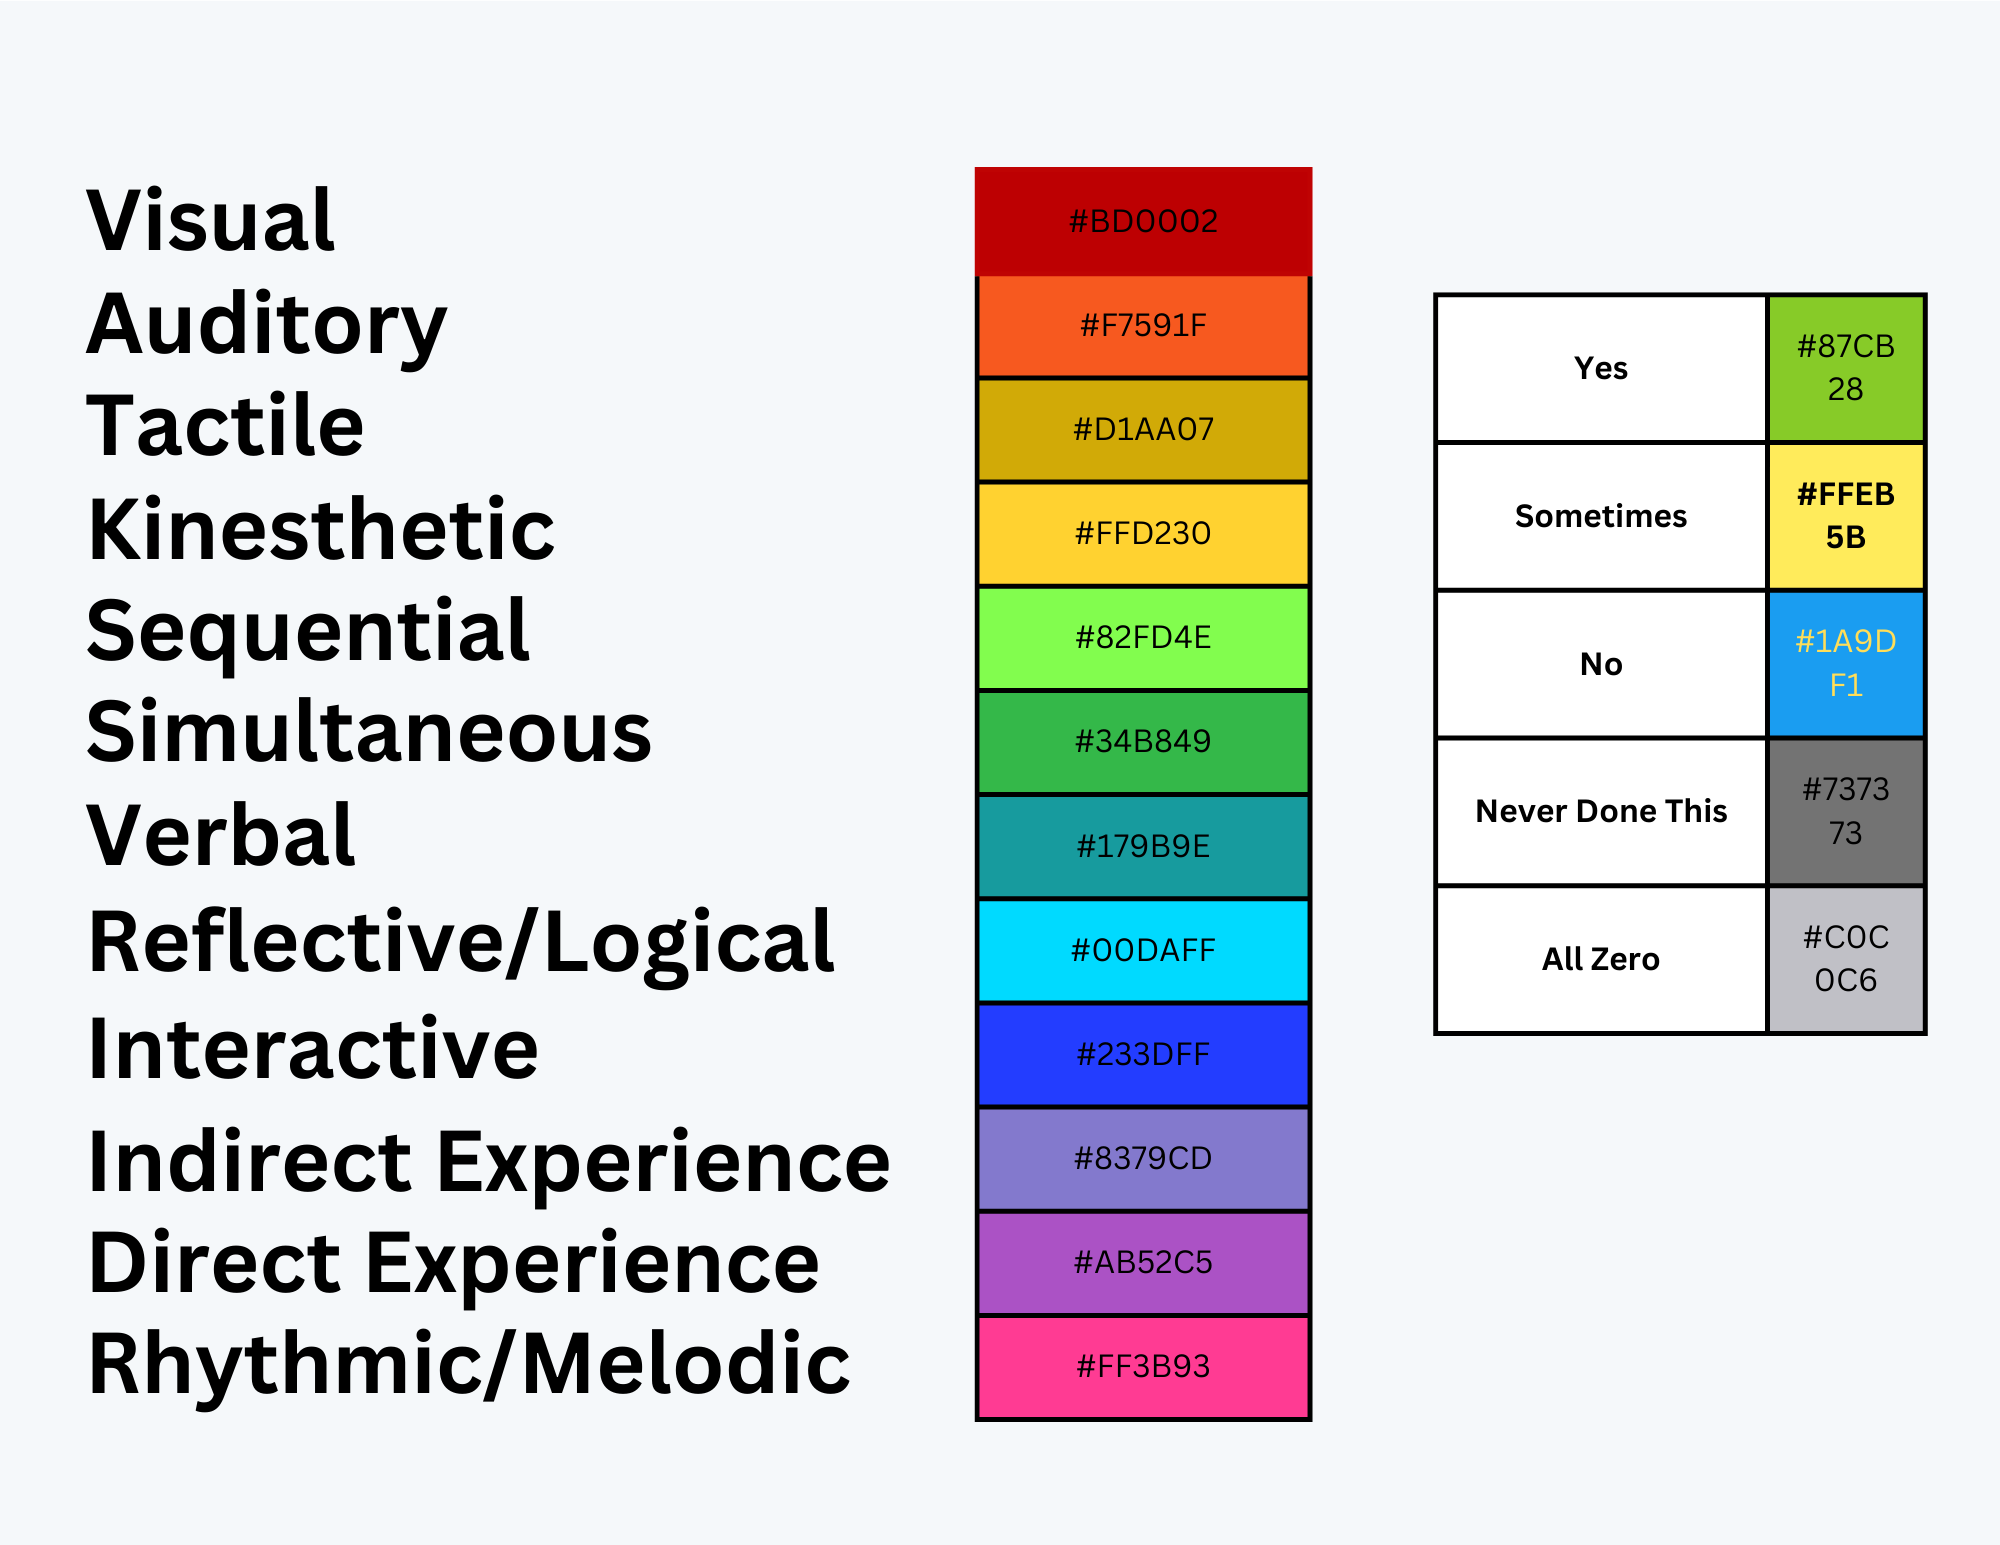 Visual
Auditory
Tactile
Kinesthetic
Sequential
Simultaneous
Verbal
Reflective/Logical
Interactive
Indirect Experience
Direct Experience
Rhythmic/Melodic
#BD0002
#F7591F
#D1AA07
#FFD230
#82FD4E
#34B849
#179B9E
#00DAFF
#233DFF
#8379CD
#AB52C5
#FF3B93
Yes
#87CB
28
Sometimes
#FFEB
5B
No
#1A9D
F1
Never Done This
#7373
73
All Zero
#C0C
0C6